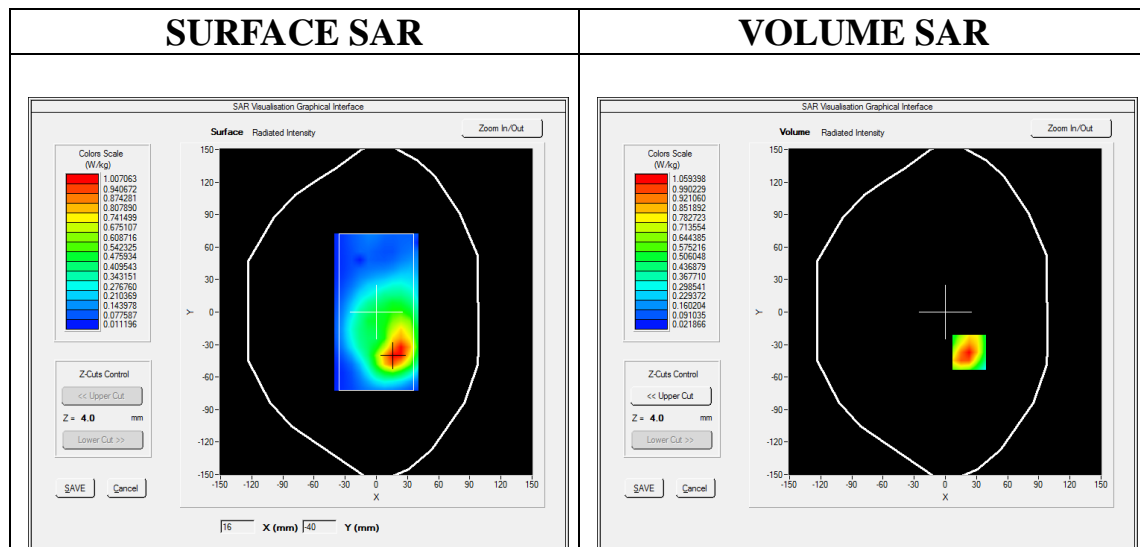 SURFACE SAR
VOLUME SAR
SAR Visualisation Graphical Interface
Surface Radiated Intensity
Zoom In/Out
Colors Scale
(W/kg)
1.007063
0.940672
0.874281
0.807890
0.741499
0.675107
0.608716
0.542325
0.475934
0.409543
0.343151
0.276760
0.210369
0.143978
0.077587
0.011196
Z-Cuts Control
<< Upper Cut
Z = 4.0 mm
Lower Cut >>
SAVE Cancel
150
120
90
60
30
0
-30
-60
-90
-120
-150
Y
-150 -120 -90 -60 -30 0 30 60 90 120 150
X
16 X (mm) -40 Y (mm)
SAR Visualisation Graphical Interface
Volume Radiated Intensity
Zoom In/Out
Colors Scale
(W/kg)
1.059398
0.990229
0.921060
0.851892
0.782723
0.713554
0.644385
0.575216
0.506048
0.436879
0.367710
0.298541
0.229372
0.160204
0.091035
0.021866
Z-Cuts Control
<< Upper Cut
Z = 4.0 mm
Lower Cut >>
SAVE Cancel
150
120
90
60
30
0
-30
-60
-90
-120
-150
Y
-150 -120 -90 -60 -30 0 30 60 90 120 150
X